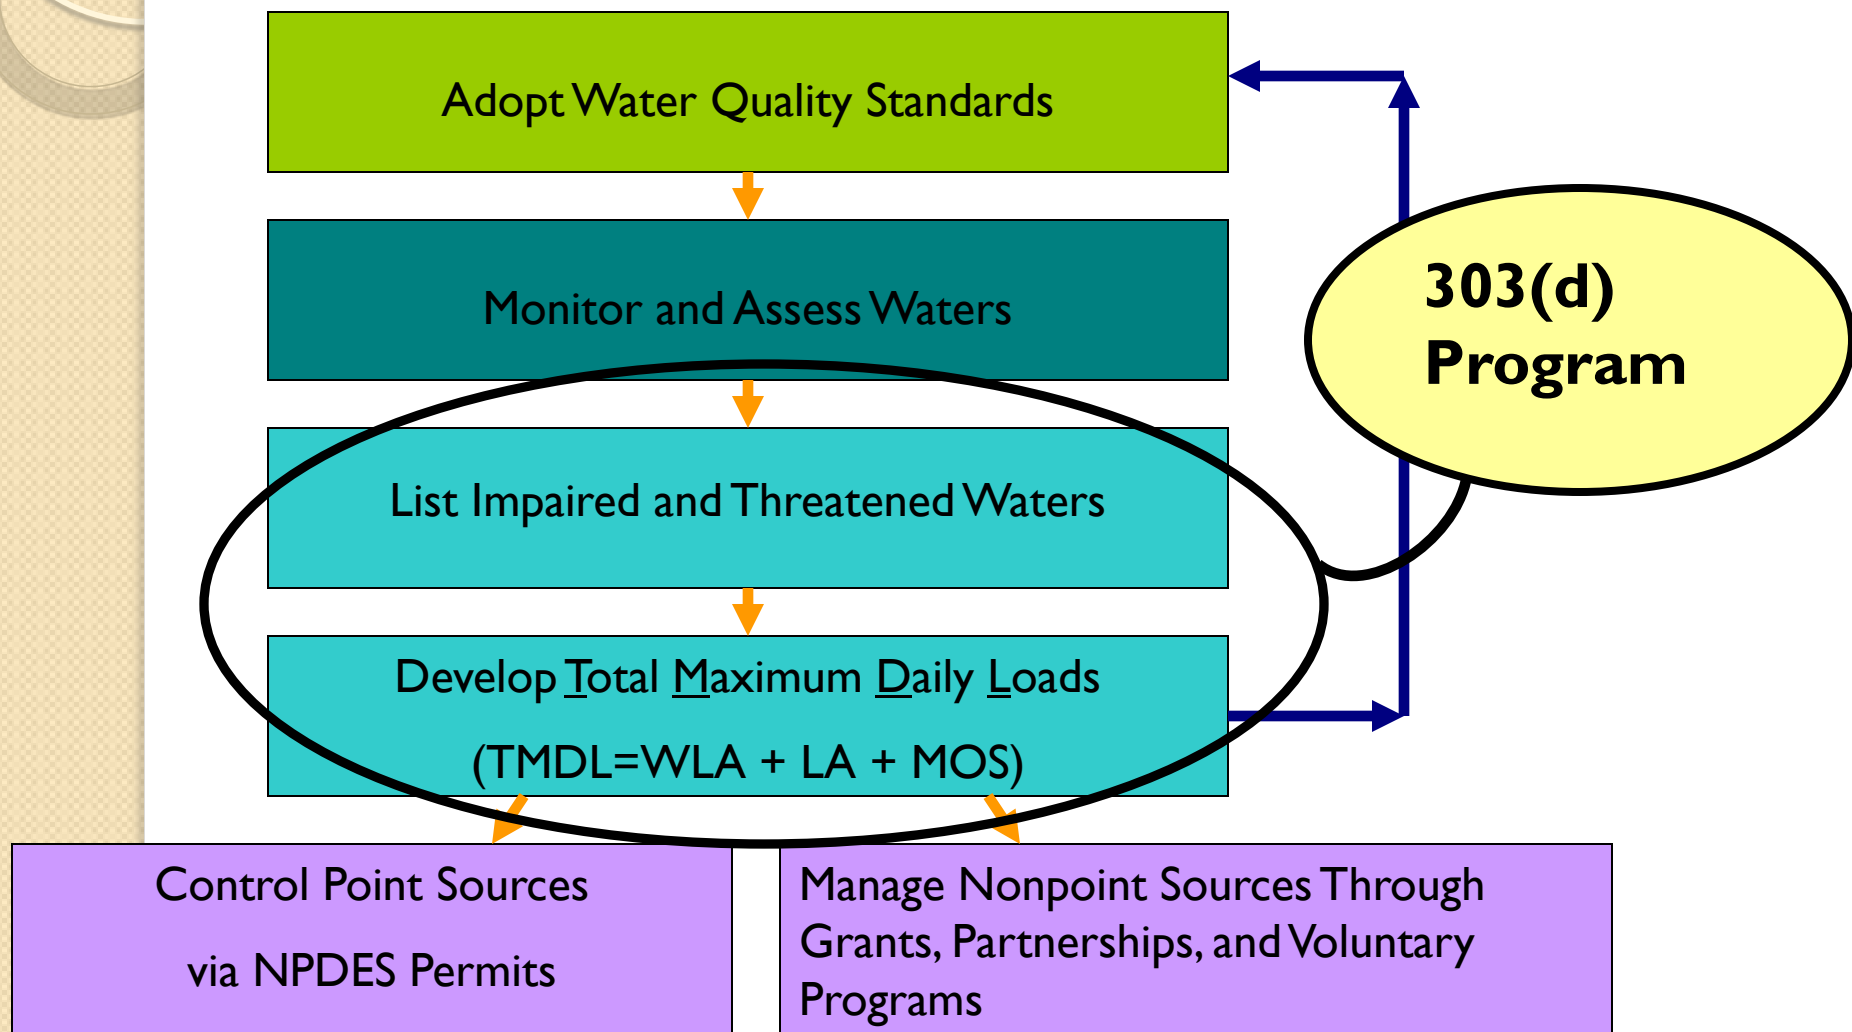 Adopt Water Quality Standards
Monitor and Assess Waters
303(d)
Program
List Impaired and Threatened Waters
Develop Total Maximum Daily Loads
(TMDL=WLA + LA + MOS)
Control Point Sources
via NPDES Permits
Manage Nonpoint Sources Through
Grants, Partnerships, and Voluntary
Programs